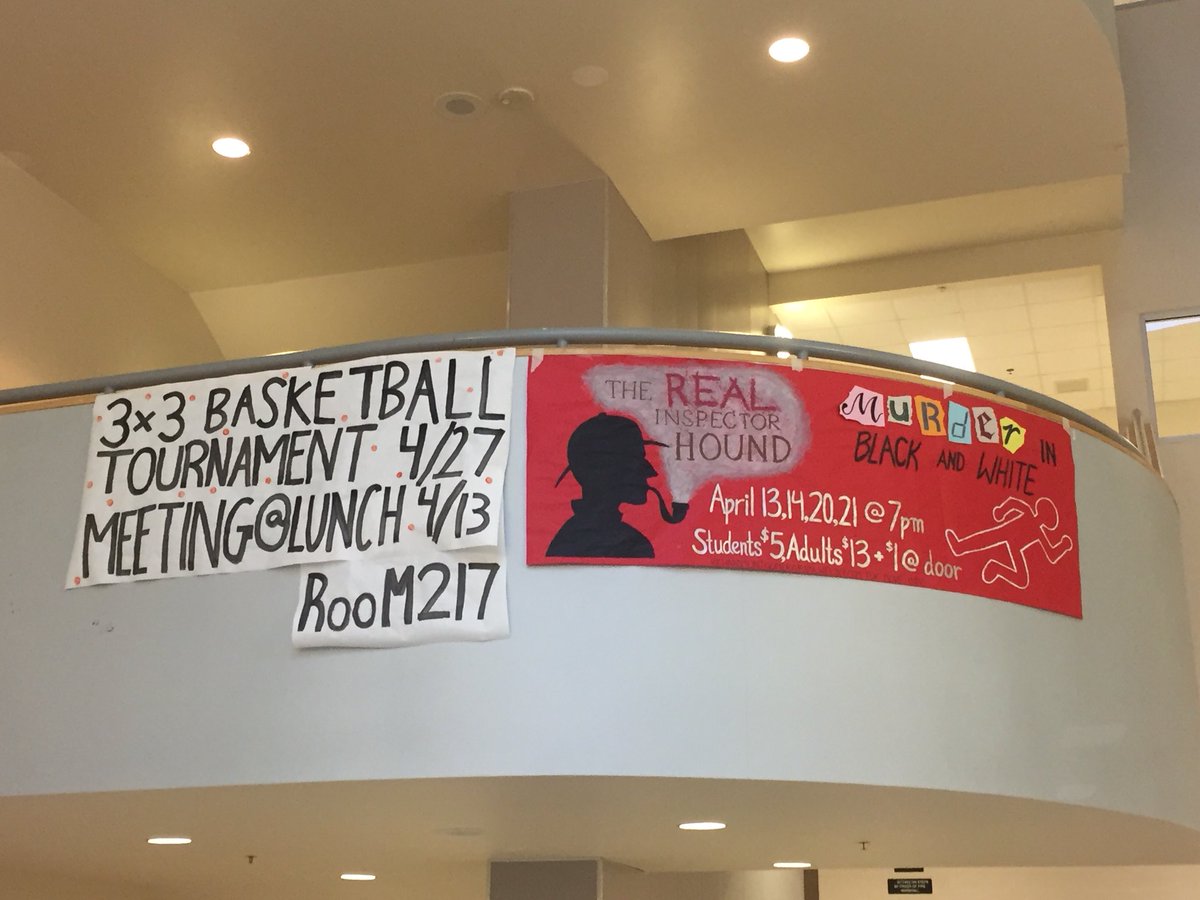 3×3 BASKETBALL
TOURNAMENT 4/27
MEETING@LUNCH 4/13
ROOM217
THE REAL
INSPECTOR
HOUND
MURdEr IN
BLACK AND WHITE
April 13,14,20,21 @ 7pm
Students $5, Adults $13 + $1 @ door